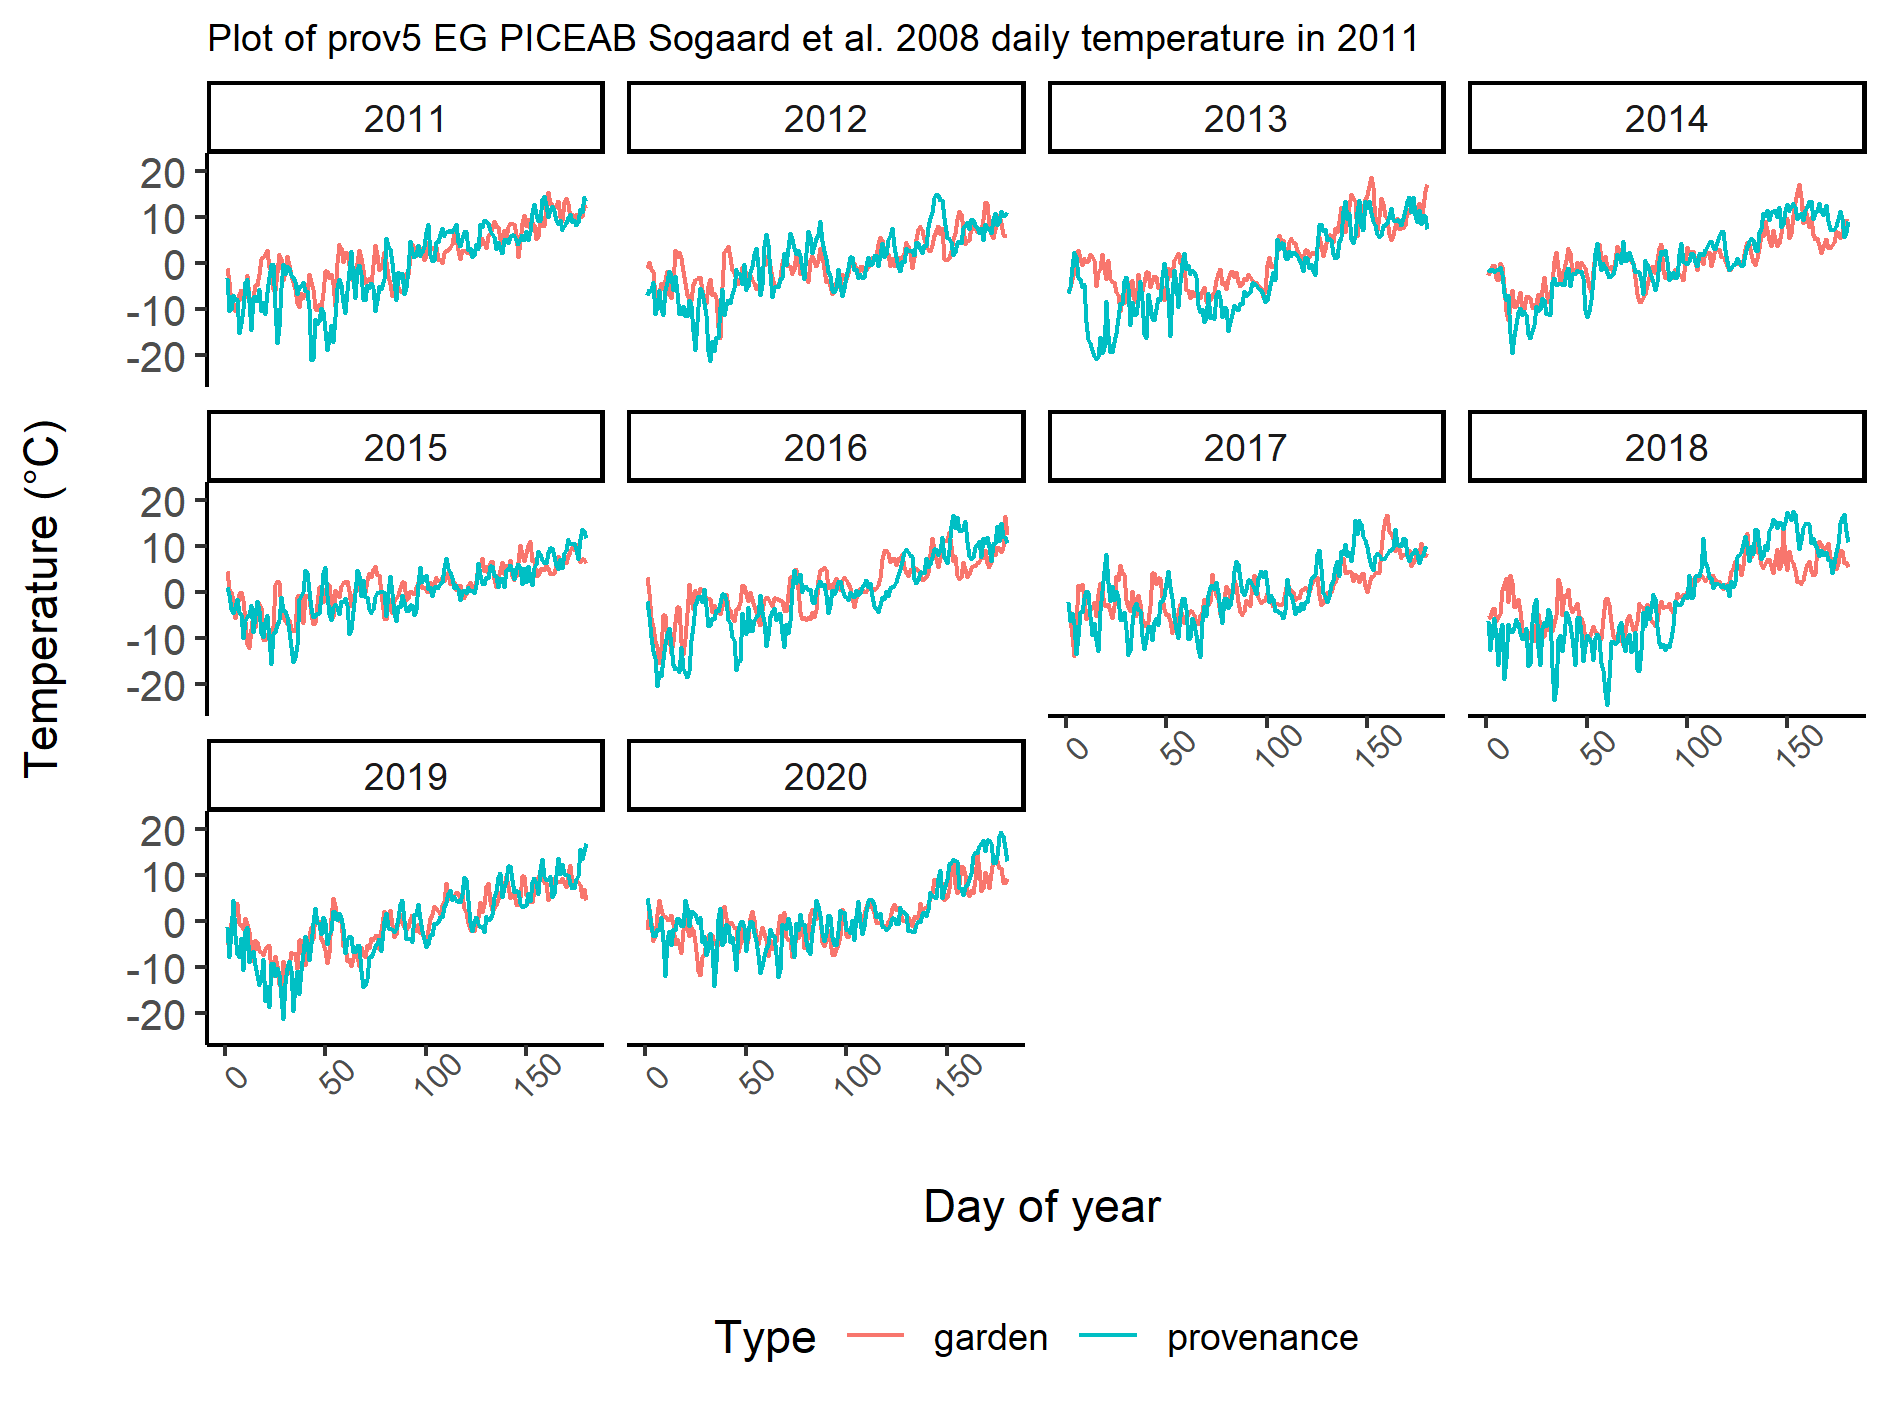 Plot of prov5 EG PICEAB Sogaard et al. 2008 daily temperature in 2011
2011 2012 2013 2014
20
10
0
-10
-20
2015 2016 2017 2018
20
10
0
-10
-20
0 50 100 150 0 50 100 150
2019 2020
20
10
0
-10
-20
0 50 100 150 0 50 100 150
Temperature (°C)
Day of year
Type garden provenance